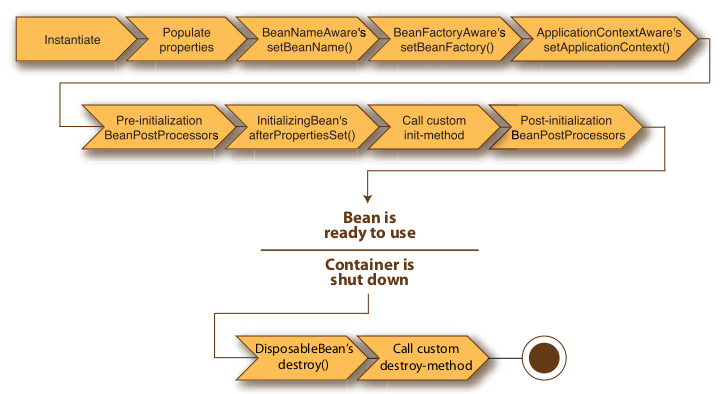 Instantiate
Populate
properties
BeanNameAware's
setBeanName()
BeanFactoryAware's
setBeanFactory()
ApplicationContextAware's
setApplicationContext()
Pre-initialization
BeanPostProcessors
InitializingBean's
afterPropertiesSet()
Call custom
init-method
Post-initialization
BeanPostProcessors
Bean is
ready to use
Container is
shut down
DisposableBean's
destroy()
Call custom
destroy-method